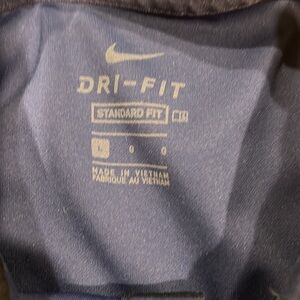 DRI-FIT
STANDARD FIT
L G G
MADE IN VIETNAM
FABRIQUÉ AU VIETNAM